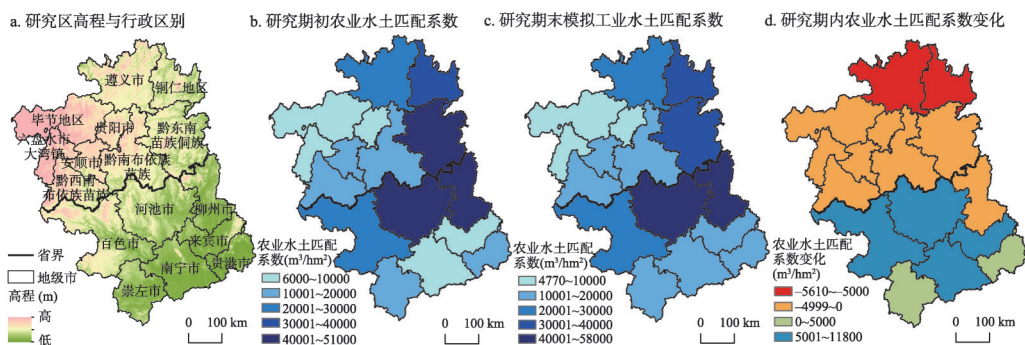 a. 研究区高程与行政区别
遵义市
铜仁地区
毕节地区
贵阳市
黔东南
苗族侗族
六盘水市
大湾镇
安顺市
黔南布依族
苗族
黔西南
布依族苗族
河池市
柳州市
百色市
来宾市
南宁市
贵港市
崇左市
省界
地级市
高程 (m)
高
低
0 100 km
b. 研究期初农业水土匹配系数
农业水土匹配
系数(m³/hm²)
6000~10000
10001~20000
20001~30000
30001~40000
40001~51000
0 100 km
c. 研究期末模拟工业水土匹配系数
农业水土匹配
系数(m³/hm²)
4770~10000
10001~20000
20001~30000
30001~40000
40001~58000
0 100 km
d. 研究期内农业水土匹配系数变化
农业水土匹配
系数变化
(m³/hm²)
–5610~–5000
–4999~0
0~5000
5001~11800
0 100 km